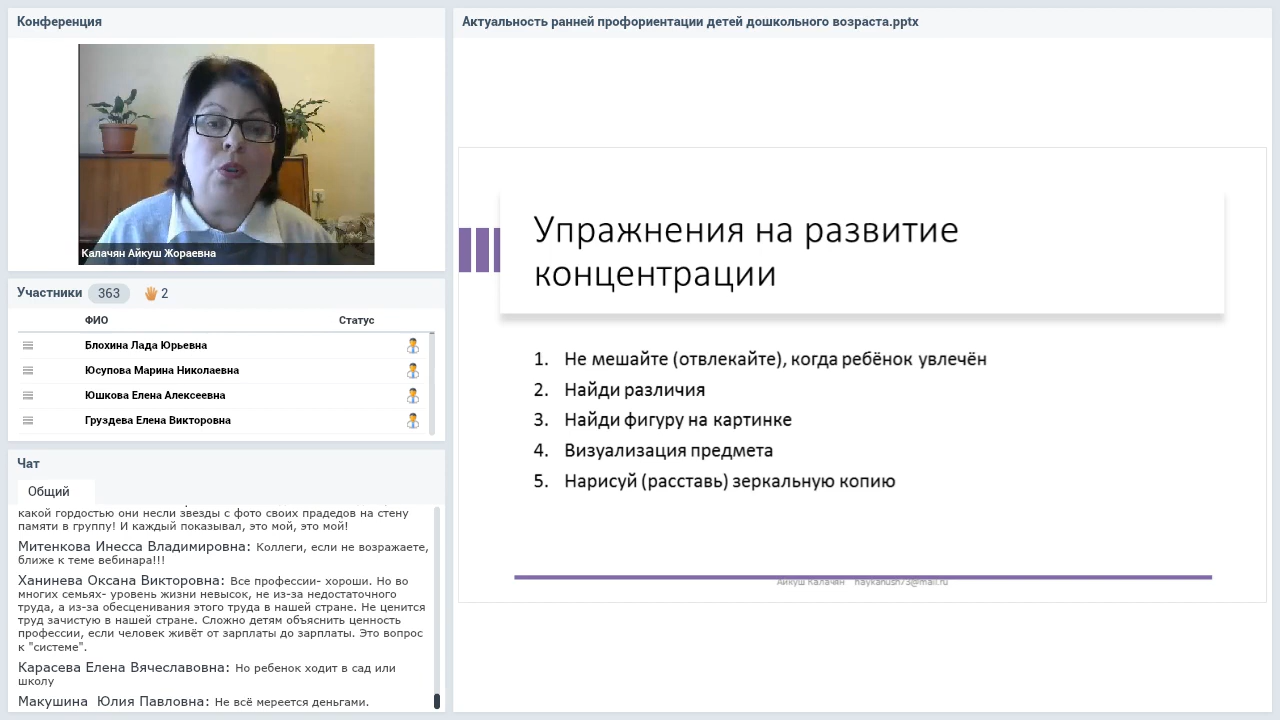 Конференция
Калачян Айкуш Жораевна
Участники 363 2
ФИО Статус
Блохина Лада Юрьевна
Юсупова Марина Николаевна
Юшкова Елена Алексеевна
Груздева Елена Викторовна
Чат
Общий
какой гордостью они несли звезды с фото своих прадедов на стену
памяти в группу! И каждый показывал, это мой, это мой!
Митенкова Инесса Владимировна: Коллеги, если не возражаете,
ближе к теме вебинара!!!
Ханинева Оксана Викторовна: Все профессии- хороши. Но во
многих семьях- уровень жизни невысок, не из-за недостаточного
труда, а из-за обесценивания этого труда в нашей стране. Не ценится
труд зачистую в нашей стране. Сложно детям объяснить ценность
профессии, если человек живёт от зарплаты до зарплаты. Это вопрос
к "системе".
Карасева Елена Вячеславовна: Но ребенок ходит в сад или
школу
Макушина Юлия Павловна: Не всё мереется деньгами.
Актуальность ранней профориентации детей дошкольного возраста.pptx
Упражнения на развитие
концентрации
1. Не мешайте (отвлекайте), когда ребёнок увлечён
2. Найди различия
3. Найди фигуру на картинке
4. Визуализация предмета
5. Нарисуй (расставь) зеркальную копию
Айкуш Калачян haykanush73@mail.ru